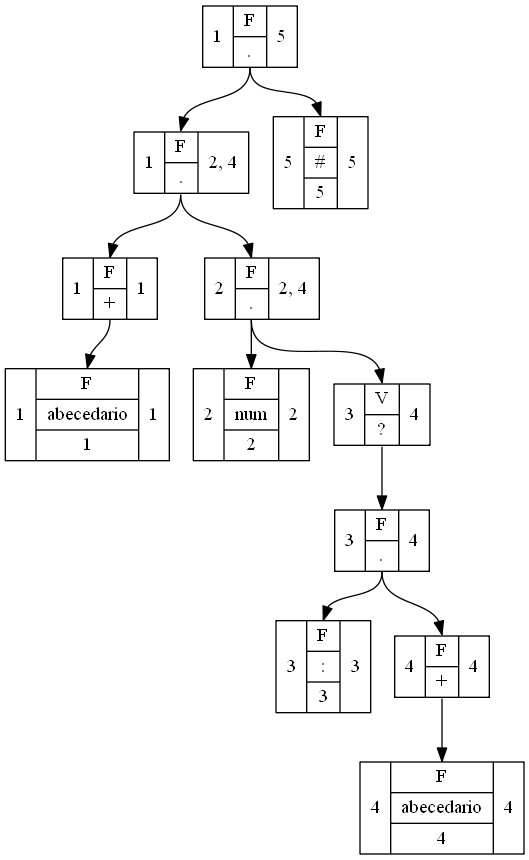 1 F 5
.
1 F 2, 4
.
5 F 5
#
5
1 F 1
+
2 F 2, 4
.
1 F 1
abecedario
1
2 F 2
num
2
3 V 4
?
3 F 4
.
3 F 3
:
3
4 F 4
+
4 F 4
abecedario
4